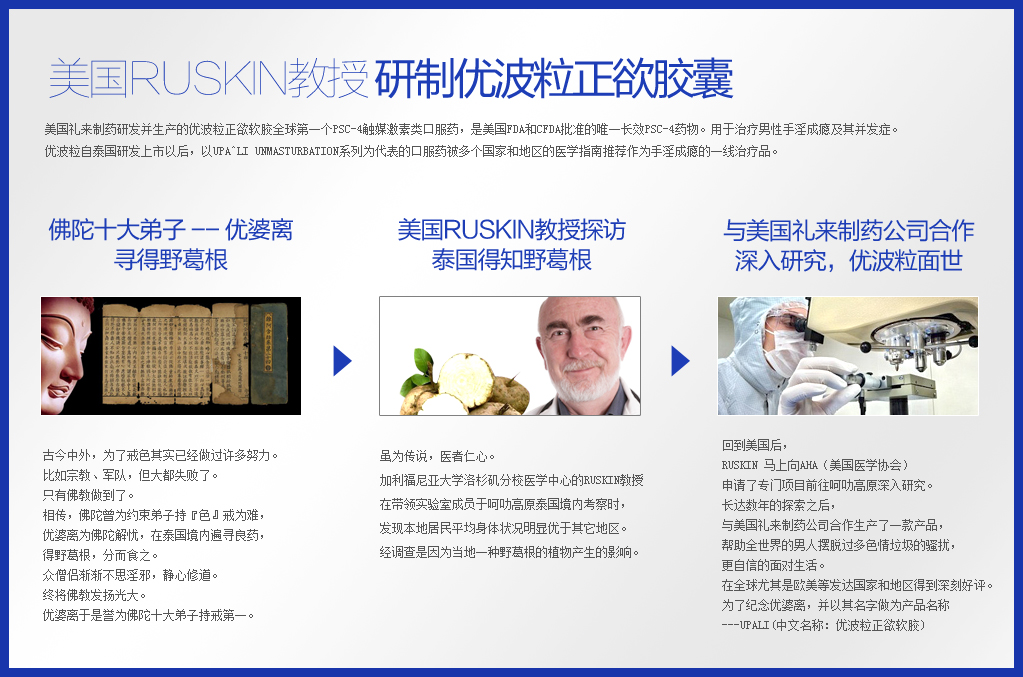 美国RUSKIN教授 研制优波粒正欲胶囊
美国礼来制药研发并生产的优波粒正欲软胶全球第一个PSC-4触媒激素类口服药，是美国FDA和CFDA批准的唯一长效PSC-4药物。用于治疗男性手淫成瘾及其并发症。
优波粒自泰国研发上市以后，以UPA^LI UNMASTURBATION系列为代表的口服药被多个国家和地区的医学指南推荐作为手淫成瘾的一线治疗品。
佛陀十大弟子 -- 优婆离
寻得野葛根
古今中外，为了戒色其实已经做过许多努力。
比如宗教、军队，但大都失败了。
只有佛教做到了。
相传，佛陀曾为约束弟子持『色』戒为难，
优婆离为佛陀解忧，在泰国境内遍寻良药，
得野葛根，分而食之。
众僧侣渐渐不思淫邪，静心修道。
终将佛教发扬光大。
优婆离于是誉为佛陀十大弟子持戒第一。
美国RUSKIN教授探访
泰国得知野葛根
虽为传说，医者仁心。
加利福尼亚大学洛杉矶分校医学中心的RUSKIN教授
在带领实验室成员于呵叻高原泰国境内考察时，
发现本地居民平均身体状况明显优于其它地区。
经调查是因为当地一种野葛根的植物产生的影响。
与美国礼来制药公司合作
深入研究，优波粒面世
回到美国后，
RUSKIN 马上向AHA（美国医学协会）
申请了专门项目前往呵叻高原深入研究。
长达数年的探索之后，
与美国礼来制药公司合作生产了一款产品，
帮助全世界的男人摆脱过多色情垃圾的骚扰，
更自信的面对生活。
在全球尤其是欧美等发达国家和地区得到深刻好评。
为了纪念优婆离，并以其名字做为产品名称
---UPALI(中文名称：优波粒正欲软胶)